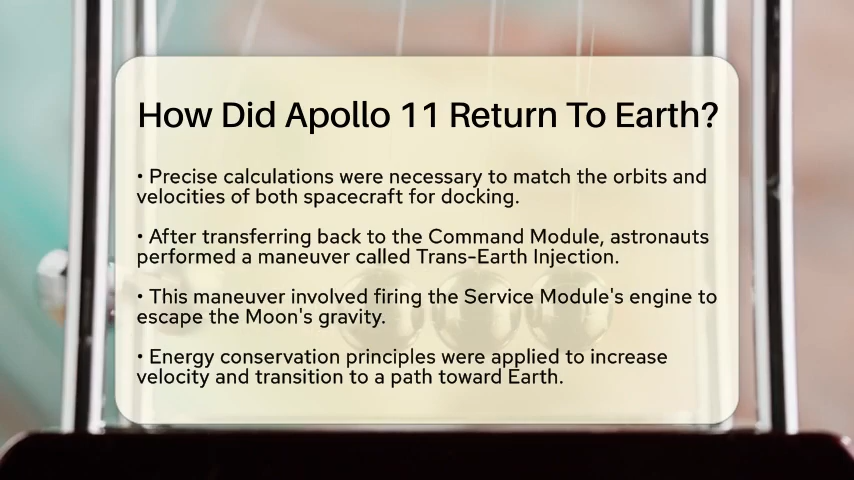 How Did Apollo 11 Return To Earth?
• Precise calculations were necessary to match the orbits and
velocities of both spacecraft for docking.
• After transferring back to the Command Module, astronauts
performed a maneuver called Trans-Earth Injection.
• This maneuver involved firing the Service Module's engine to
escape the Moon's gravity.
• Energy conservation principles were applied to increase
velocity and transition to a path toward Earth.